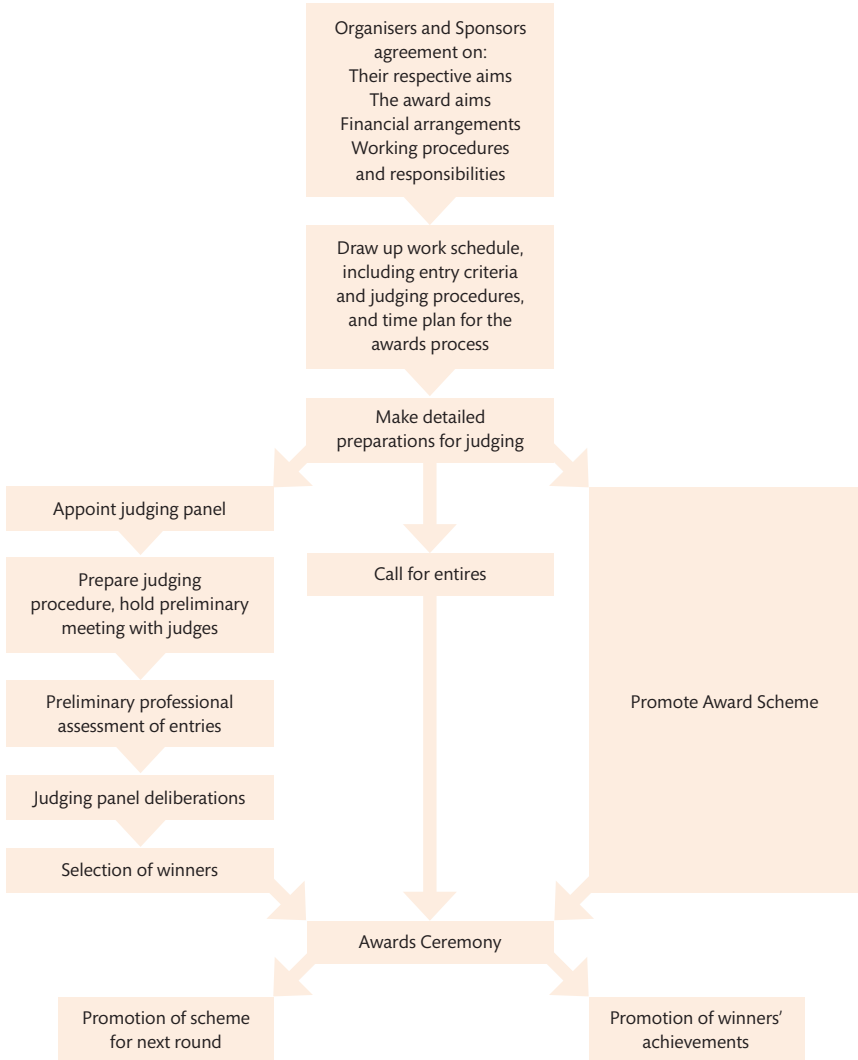 Organisers and Sponsors
agreement on:
Their respective aims
The award aims
Financial arrangements
Working procedures
and responsibilities
Draw up work schedule,
including entry criteria
and judging procedures,
and time plan for the
awards process
Make detailed
preparations for judging
Appoint judging panel
Prepare judging
procedure, hold preliminary
meeting with judges
Preliminary professional
assessment of entries
Judging panel deliberations
Selection of winners
Call for entires
Promote Award Scheme
Awards Ceremony
Promotion of scheme
for next round
Promotion of winners’
achievements